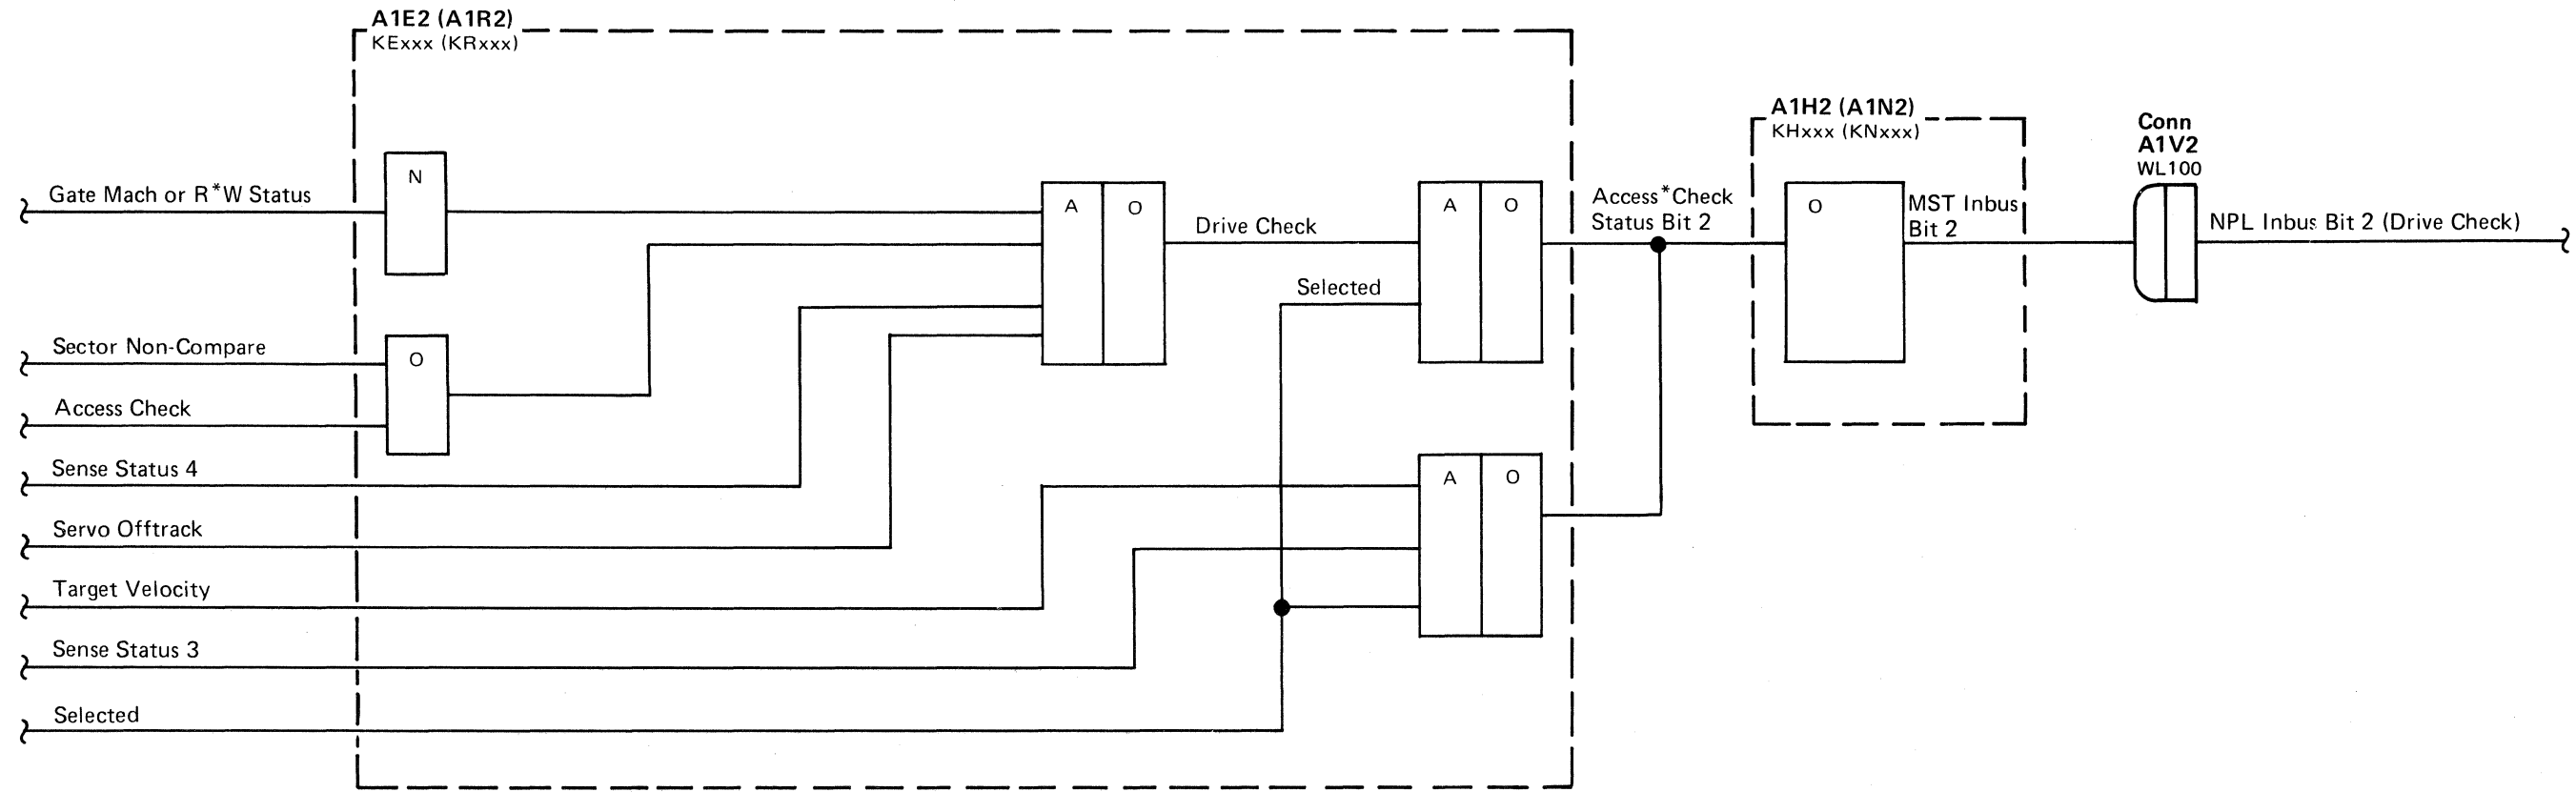 A1E2 (A1R2)
KExxx (KRxxx)
A1H2 (A1N2)
KHxxx (KNxxx)
Conn
A1V2
WL100
Gate Mach or R*W Status
N
A
O
Drive Check
A
O
Access*Check
Status Bit 2
O
MST Inbus
Bit 2
NPL Inbus Bit 2 (Drive Check)
Selected
Sector Non-Compare
O
Access Check
Sense Status 4
A
O
Servo Offtrack
Target Velocity
Sense Status 3
Selected